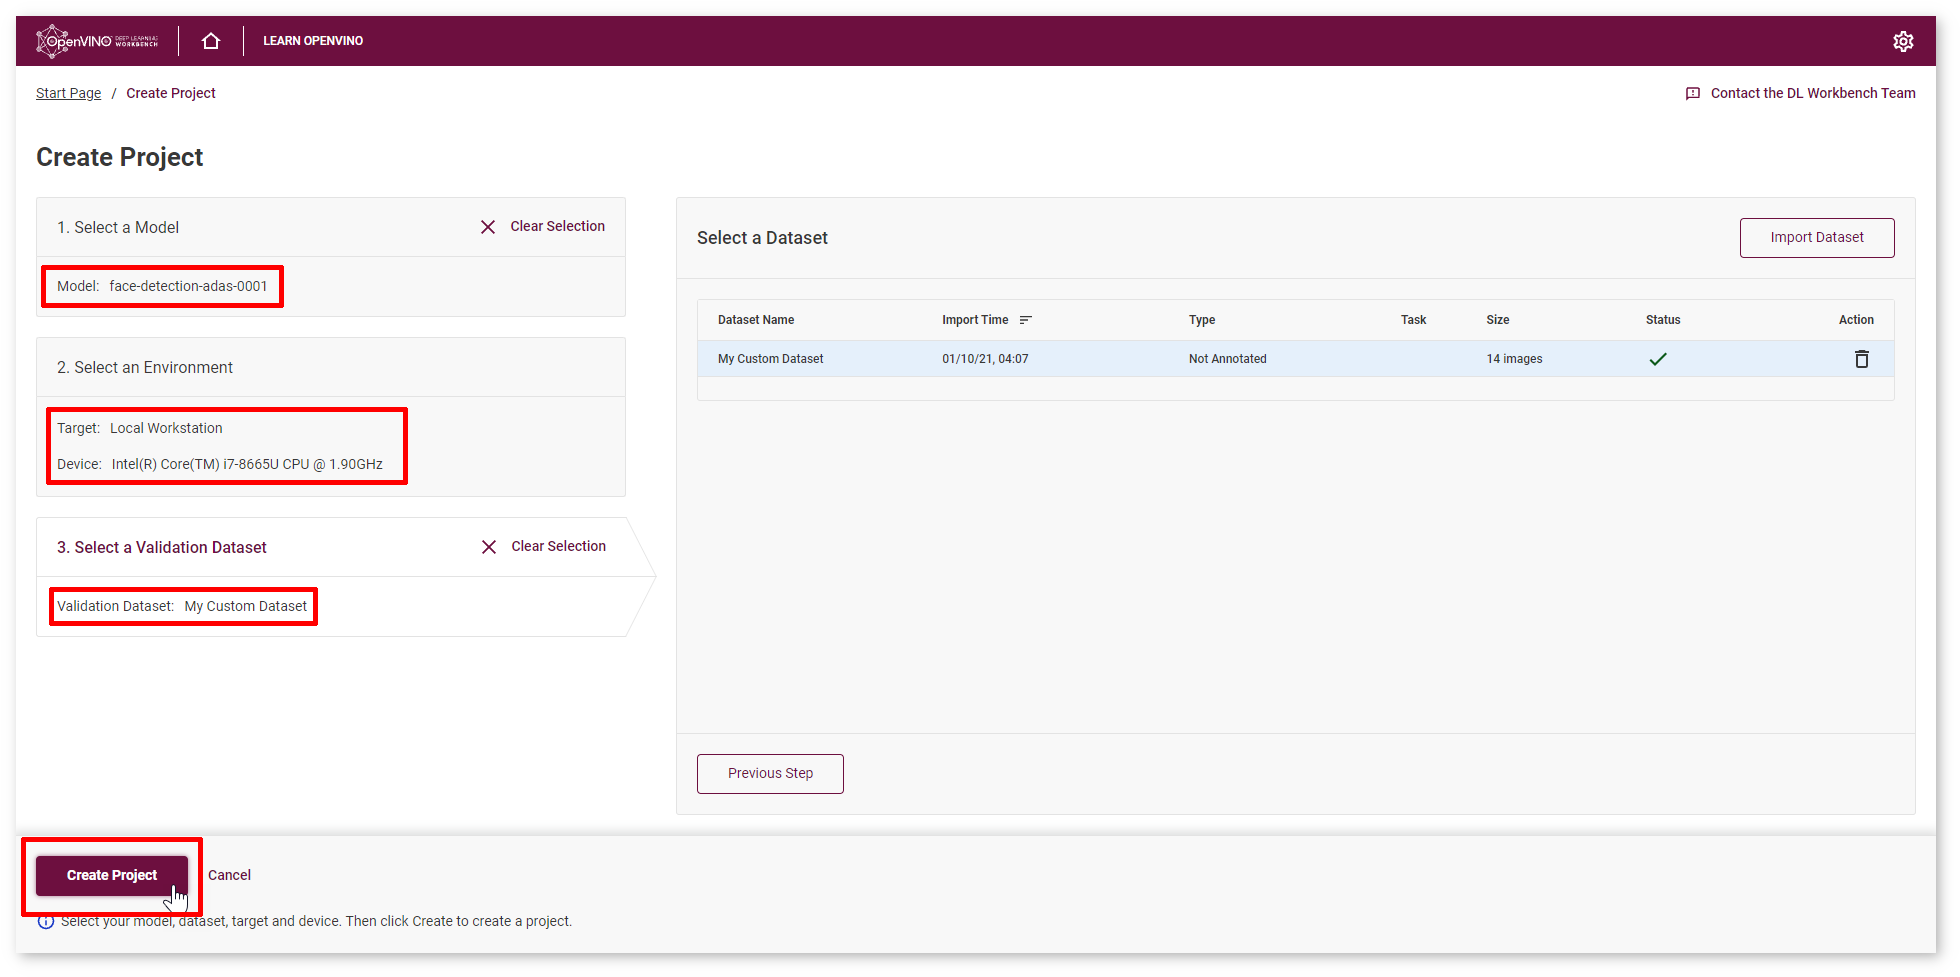 OpenVINO DEEP LEARNING WORKBENCH
LEARN OPENVINO
Start Page / Create Project
Contact the DL Workbench Team
Create Project
1. Select a Model
Clear Selection
Model: face-detection-adas-0001
2. Select an Environment
Target: Local Workstation
Device: Intel(R) Core(TM) i7-8665U CPU @ 1.90GHz
3. Select a Validation Dataset
Clear Selection
Validation Dataset: My Custom Dataset
Select a Dataset
Import Dataset
Dataset Name Import Time Type Task Size Status Action
My Custom Dataset 01/10/21, 04:07 Not Annotated 14 images
Previous Step
Create Project
Cancel
Select your model, dataset, target and device. Then click Create to create a project.